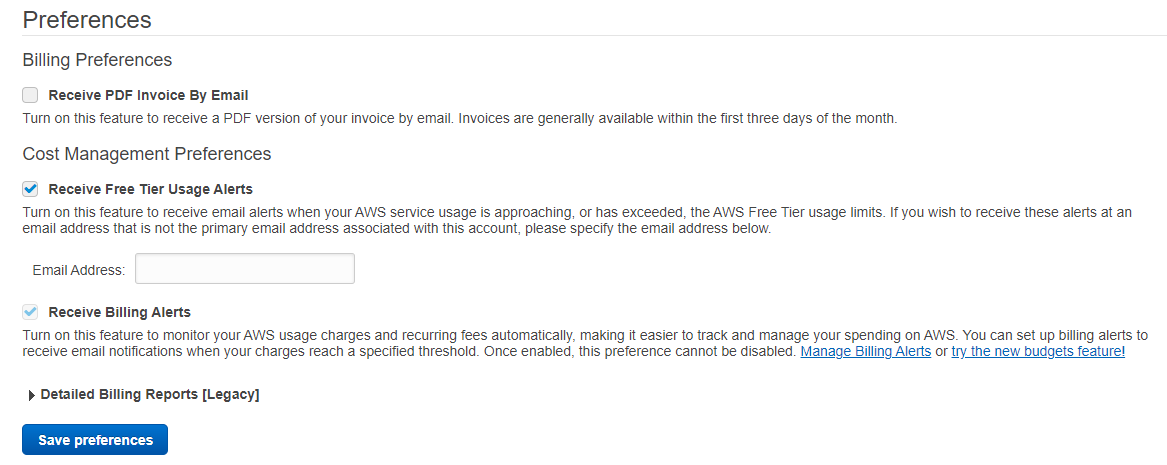 Preferences
Billing Preferences
Receive PDF Invoice By Email
Turn on this feature to receive a PDF version of your invoice by email. Invoices are generally available within the first three days of the month.
Cost Management Preferences
Receive Free Tier Usage Alerts
Turn on this feature to receive email alerts when your AWS service usage is approaching, or has exceeded, the AWS Free Tier usage limits. If you wish to receive these alerts at an
email address that is not the primary email address associated with this account, please specify the email address below.
Email Address:
Receive Billing Alerts
Turn on this feature to monitor your AWS usage charges and recurring fees automatically, making it easier to track and manage your spending on AWS. You can set up billing alerts to
receive email notifications when your charges reach a specified threshold. Once enabled, this preference cannot be disabled. Manage Billing Alerts or try the new budgets feature!
Detailed Billing Reports [Legacy]
Save preferences